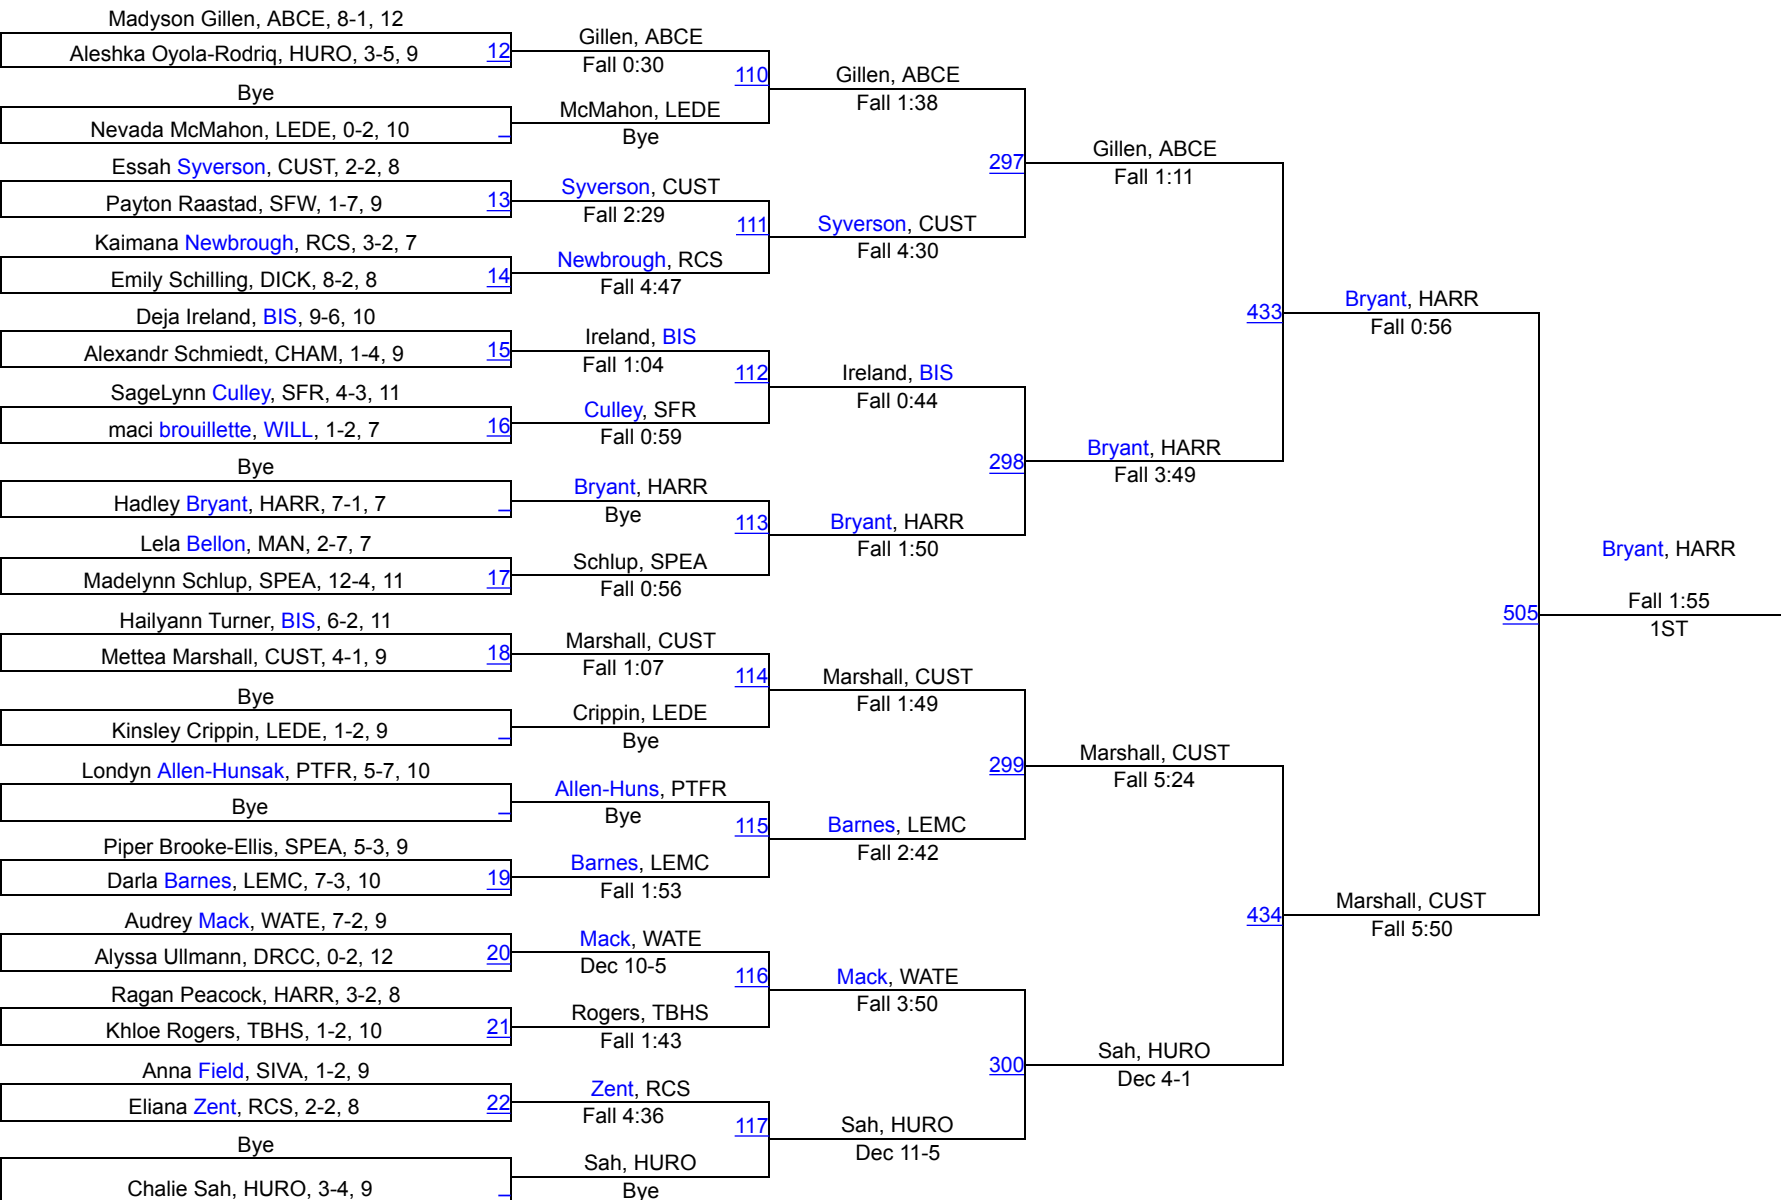 Madyson Gillen, ABCE, 8-1, 12
Aleshka Oyola-Rodriq, HURO, 3-5, 9
12
Bye
Nevada McMahon, LEDE, 0-2, 10
Essah Syverson, CUST, 2-2, 8
Payton Raastad, SFW, 1-7, 9
13
Kaimana Newbrough, RCS, 3-2, 7
Emily Schilling, DICK, 8-2, 8
14
Deja Ireland, BIS, 9-6, 10
Alexandr Schmiedt, CHAM, 1-4, 9
15
SageLynn Culley, SFR, 4-3, 11
maci brouillette, WILL, 1-2, 7
16
Bye
Hadley Bryant, HARR, 7-1, 7
Lela Bellon, MAN, 2-7, 7
Madelynn Schlup, SPEA, 12-4, 11
17
Hailyann Turner, BIS, 6-2, 11
Mettea Marshall, CUST, 4-1, 9
18
Bye
Kinsley Crippin, LEDE, 1-2, 9
Londyn Allen-Hunsak, PTFR, 5-7, 10
Bye
Piper Brooke-Ellis, SPEA, 5-3, 9
Darla Barnes, LEMC, 7-3, 10
19
Audrey Mack, WATE, 7-2, 9
Alyssa Ullmann, DRCC, 0-2, 12
20
Ragan Peacock, HARR, 3-2, 8
Khloe Rogers, TBHS, 1-2, 10
21
Anna Field, SIVA, 1-2, 9
Eliana Zent, RCS, 2-2, 8
22
Bye
Chalie Sah, HURO, 3-4, 9
Gillen, ABCE
Fall 0:30
110
McMahon, LEDE
Bye
Syverson, CUST
Fall 2:29
111
Newbrough, RCS
Fall 4:47
Ireland, BIS
Fall 1:04
112
Culley, SFR
Fall 0:59
Bryant, HARR
Bye
113
Schlup, SPEA
Fall 0:56
Marshall, CUST
Fall 1:07
114
Crippin, LEDE
Bye
Allen-Huns, PTFR
Bye
115
Barnes, LEMC
Fall 1:53
Mack, WATE
Dec 10-5
116
Rogers, TBHS
Fall 1:43
Zent, RCS
Fall 4:36
117
Sah, HURO
Bye
Gillen, ABCE
Fall 1:38
297
Syverson, CUST
Fall 4:30
Ireland, BIS
Fall 0:44
298
Bryant, HARR
Fall 1:50
Marshall, CUST
Fall 1:49
299
Barnes, LEMC
Fall 2:42
Mack, WATE
Fall 3:50
300
Sah, HURO
Dec 11-5
Gillen, ABCE
Fall 1:11
433
Bryant, HARR
Fall 3:49
Marshall, CUST
Fall 5:24
434
Sah, HURO
Dec 4-1
Bryant, HARR
Fall 0:56
505
Marshall, CUST
Fall 5:50
Bryant, HARR
Fall 1:55
1ST